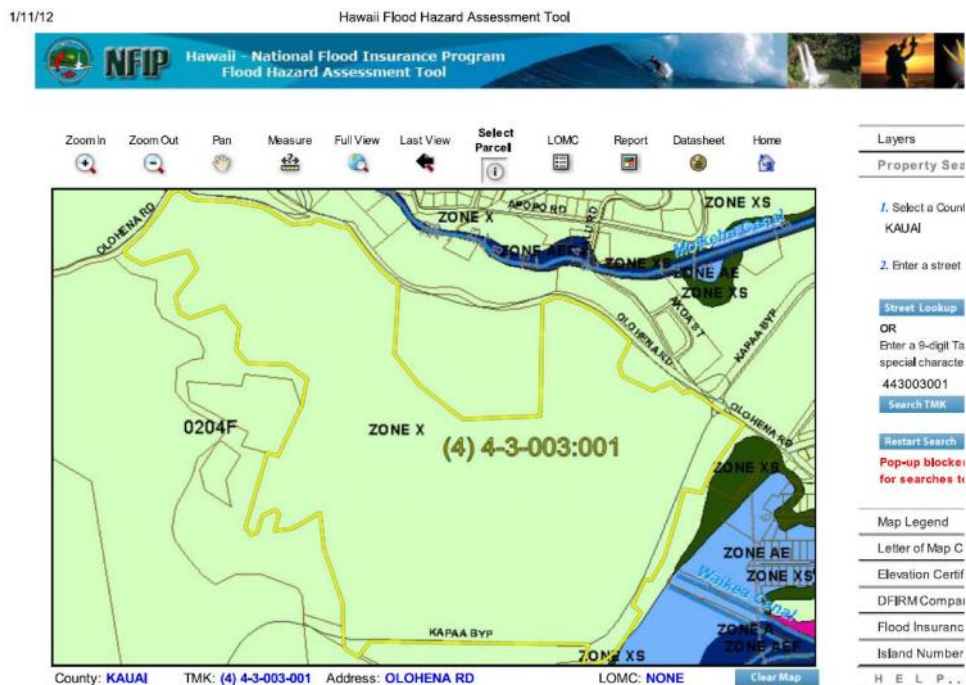 1/11/12 Hawaii Flood Hazard Assessment Tool
NFIP
Hawaii - National Flood Insurance Program
Flood Hazard Assessment Tool
Zoom In Zoom Out Pan Measure Full View Last View Select Parcel LOMC Report Datasheet Home
Layers
Property Sea
1. Select a Count
KAUAI
2. Enter a street
Street Lookup
OR
Enter a 9-digit Ta
special characte
443003001
Search TMK
Restart Search
Pop-up blocke
for searches to
Map Legend
Letter of Map C
Elevation Certif
DFIRM Compar
Flood Insuranc
Island Number
H E L P . .
OLOHENA RD
ZONE X
APOPO RD
ZONE XS
ZONE AEF
ZONE XS
Moikeha Canal
ZONE AE
ZONE XS
OLOHENA RD
AKOA ST
KAPAA BYP
OLOHENA RD
0204F
ZONE X
(4) 4-3-003:001
ZONE XS
ZONE AE
ZONE XS
Waikea Canal
ZONE A
ZONE AEF
KAPAA BYP
ZONE XS
County: KAUAI TMK: (4) 4-3-003-001 Address: OLOHENA RD LOMC: NONE Clear Map